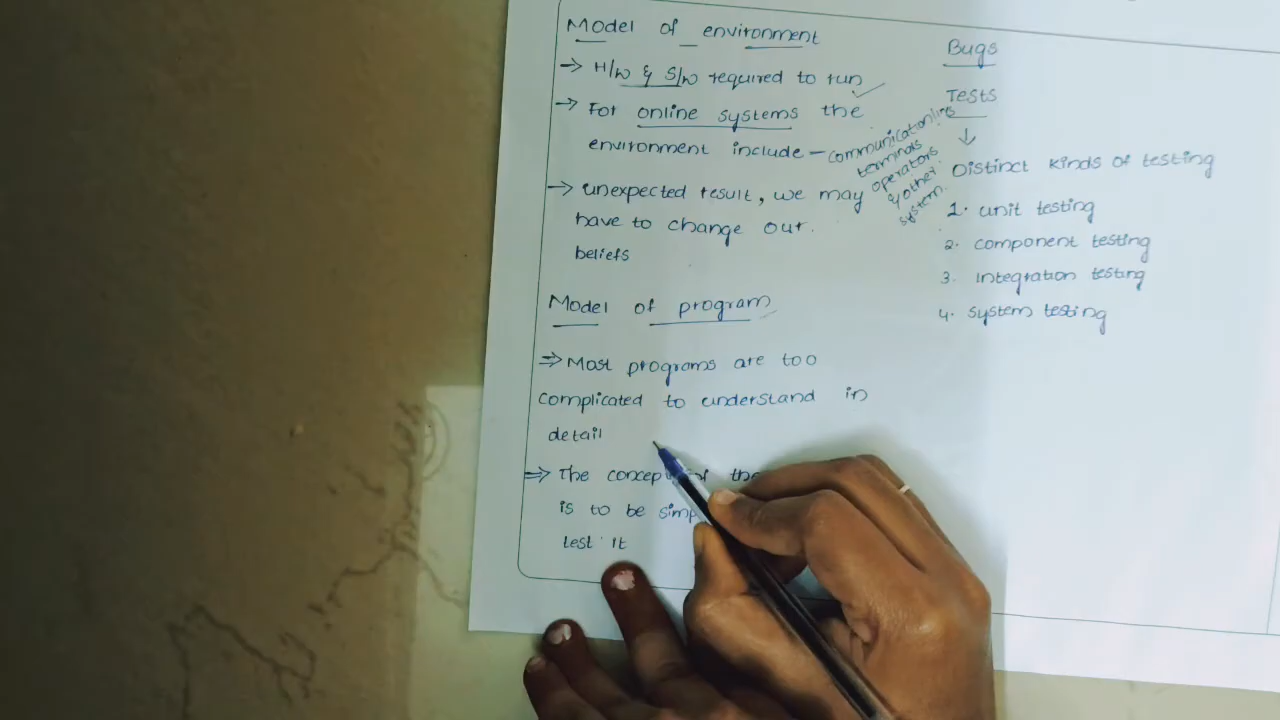 Model of environment
→ H/W & S/W required to run
→ For online systems the
environment include – communication line
terminals
operators
& other
system.
→ unexpected result, we may
have to change our.
beliefs
Model of program
⇒ Most programs are too
complicated to understand in
detail
⇒ The concept of the
is to be
test it
Bugs
Tests
↓
Distinct kinds of testing
1. unit testing
2. component testing
3. integration testing
4. system testing